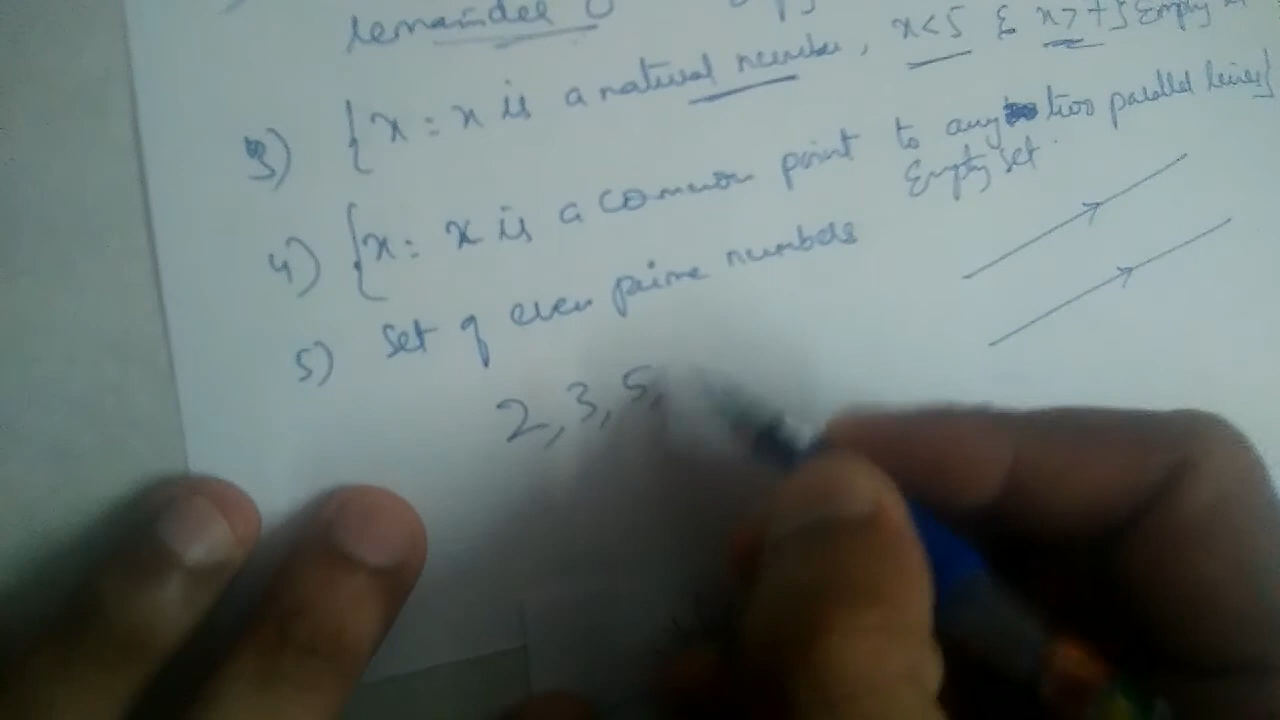 remainder 0
3) {x : x is a natural number, x<5 & x>7} Empty
4) {x : x is a common point to any two parallel lines}
Empty set
5) Set of even prime numbers
2, 3, 5,